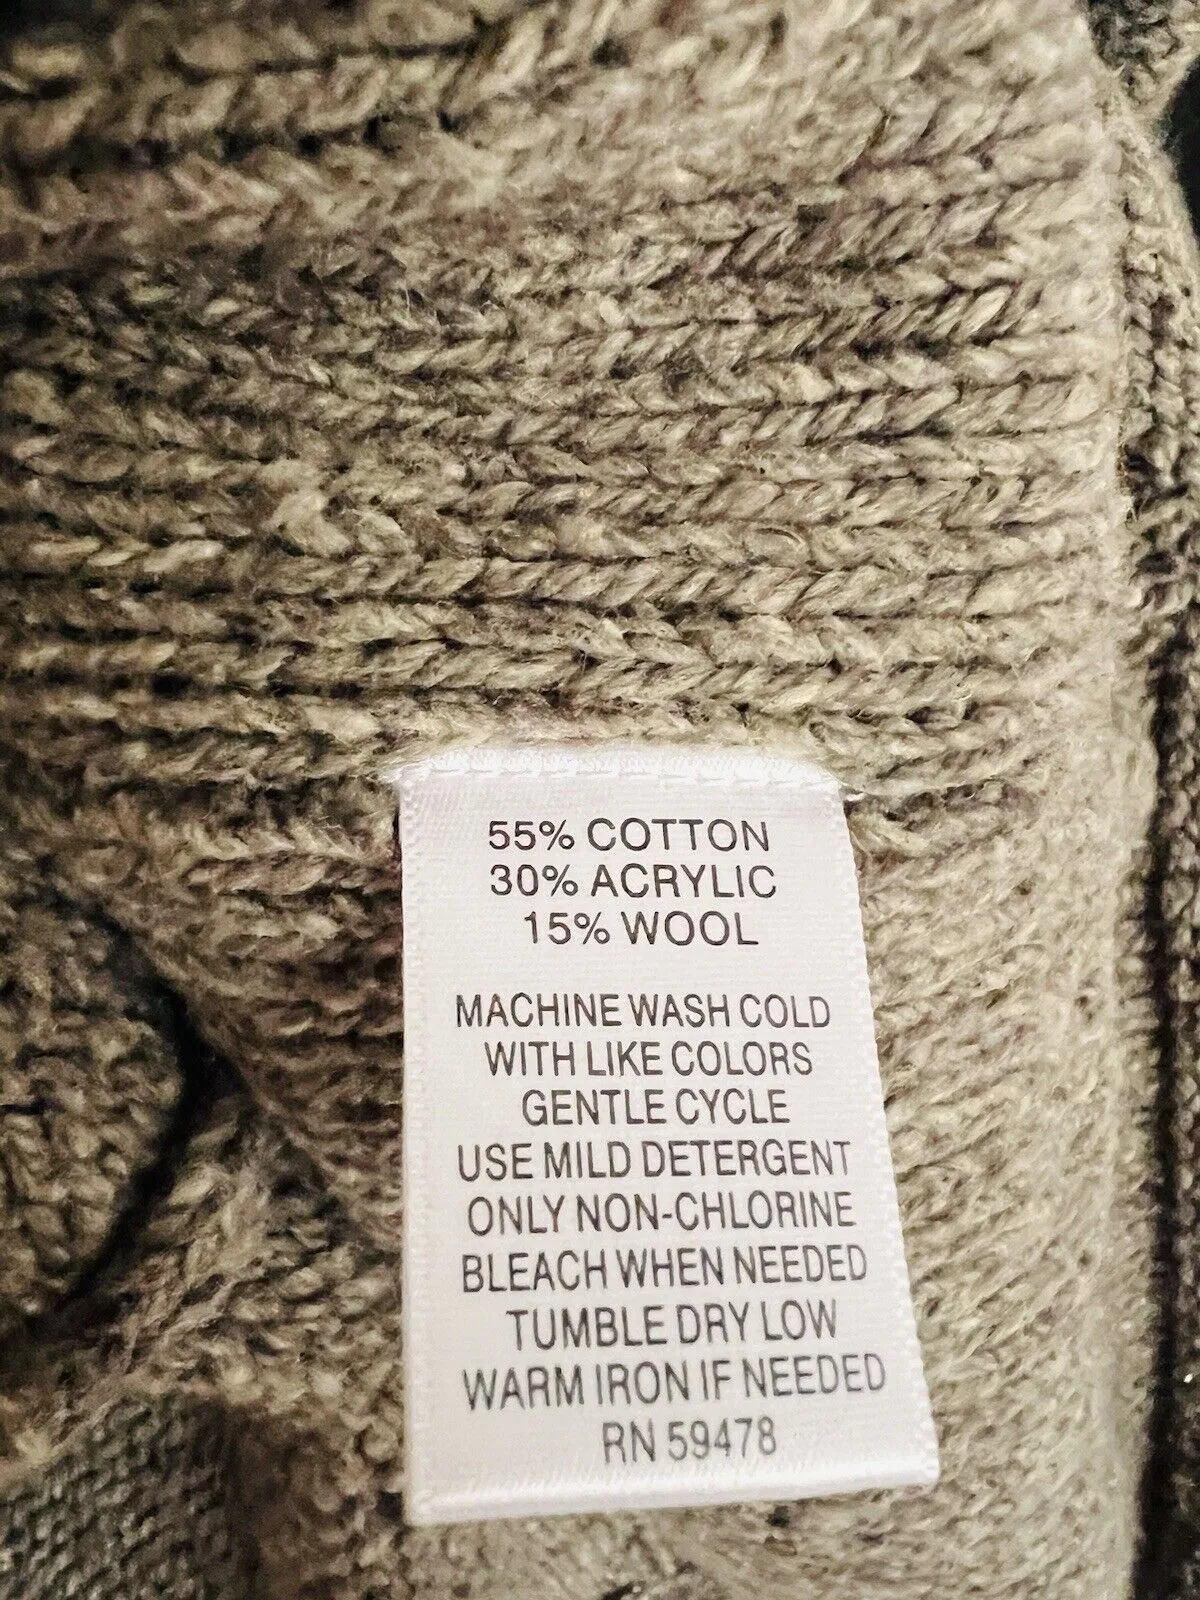 55% COTTON
30% ACRYLIC
15% WOOL
MACHINE WASH COLD
WITH LIKE COLORS
GENTLE CYCLE
USE MILD DETERGENT
ONLY NON-CHLORINE
BLEACH WHEN NEEDED
TUMBLE DRY LOW
WARM IRON IF NEEDED
RN 59478